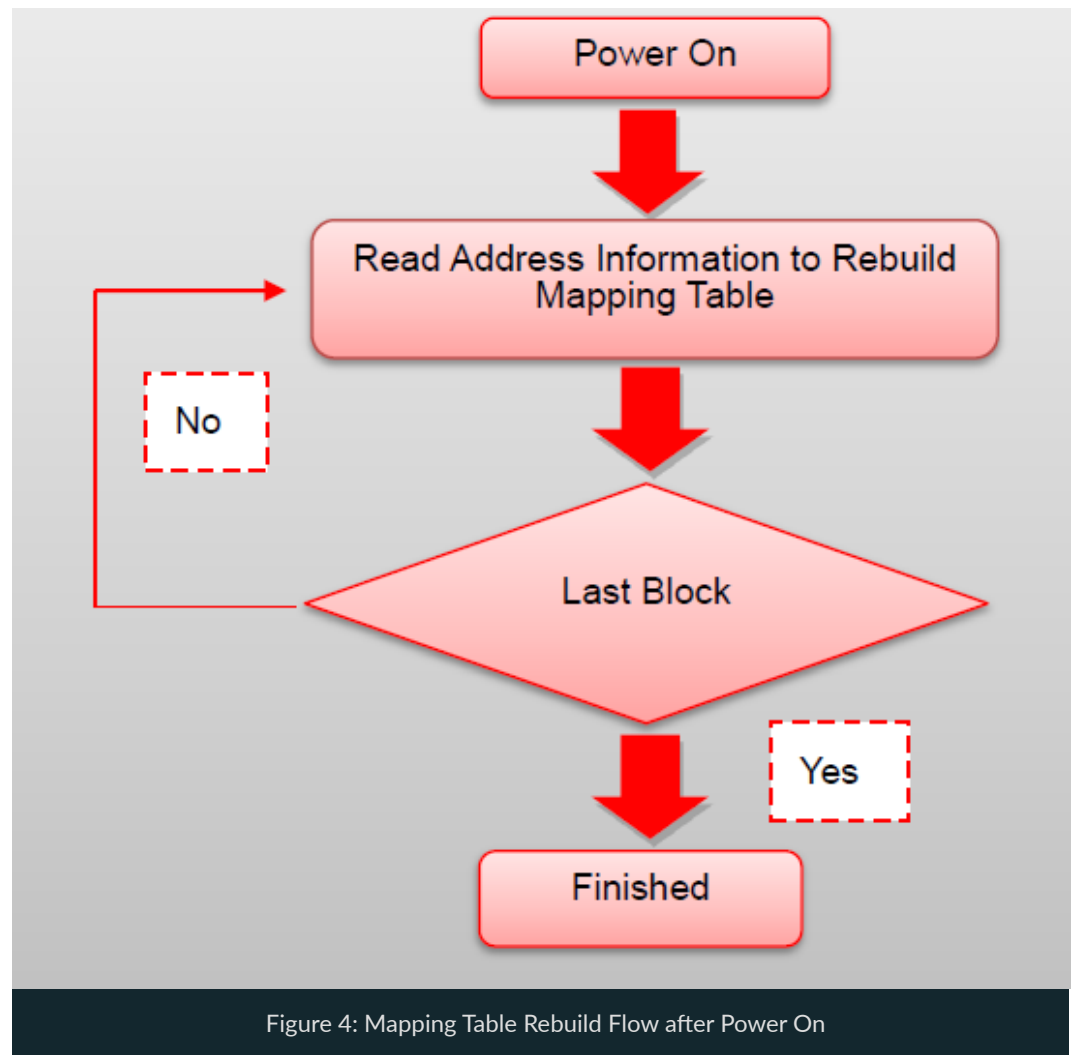 Power On
Read Address Information to Rebuild
Mapping Table
No
Last Block
Yes
Finished
Figure 4: Mapping Table Rebuild Flow after Power On